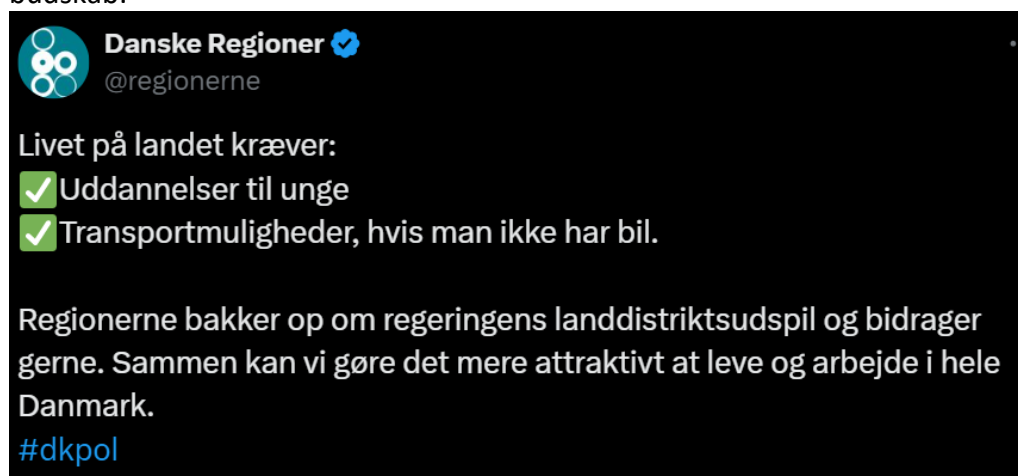 budskab:
Danske Regioner
@regionerne
Livet på landet kræver:
✅Uddannelser til unge
✅Transportmuligheder, hvis man ikke har bil.
Regionerne bakker op om regeringens landdistriktsudspil og bidrager
gerne. Sammen kan vi gøre det mere attraktivt at leve og arbejde i hele
Danmark.
#dkpol